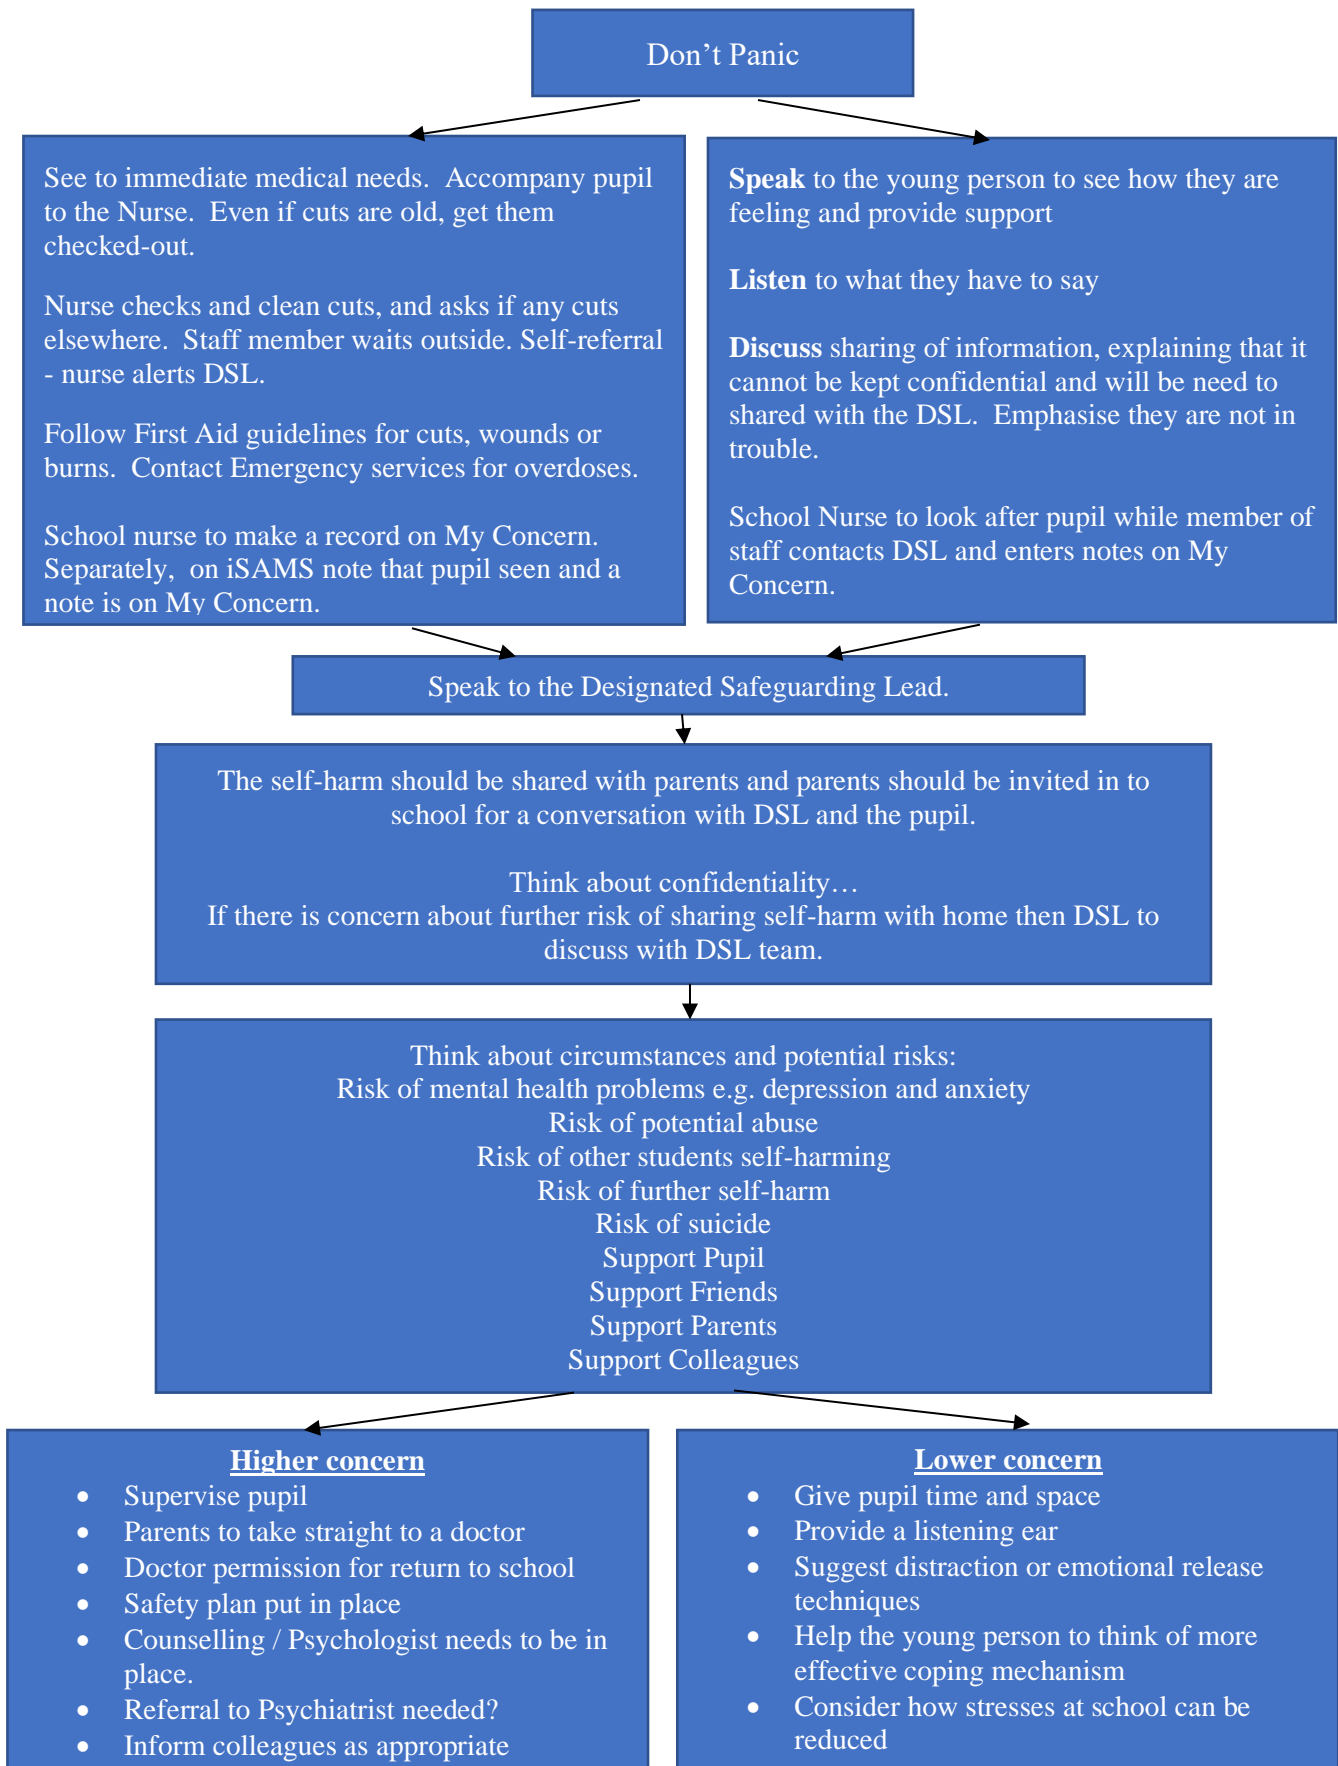 Don’t Panic
See to immediate medical needs.  Accompany pupil
to the Nurse.  Even if cuts are old, get them
checked-out.
Nurse checks and clean cuts, and asks if any cuts
elsewhere.  Staff member waits outside. Self-referral
- nurse alerts DSL.
Follow First Aid guidelines for cuts, wounds or
burns.  Contact Emergency services for overdoses.
School nurse to make a record on My Concern.
Separately,  on iSAMS note that pupil seen and a
note is on My Concern.
Speak to the young person to see how they are
feeling and provide support
Listen to what they have to say
Discuss sharing of information, explaining that it
cannot be kept confidential and will be need to
shared with the DSL.  Emphasise they are not in
trouble.
School Nurse to look after pupil while member of
staff contacts DSL and enters notes on My
Concern.
Speak to the Designated Safeguarding Lead.
The self-harm should be shared with parents and parents should be invited in to
school for a conversation with DSL and the pupil.
Think about confidentiality…
If there is concern about further risk of sharing self-harm with home then DSL to
discuss with DSL team.
Think about circumstances and potential risks:
Risk of mental health problems e.g. depression and anxiety
Risk of potential abuse
Risk of other students self-harming
Risk of further self-harm
Risk of suicide
Support Pupil
Support Friends
Support Parents
Support Colleagues
Higher concern
• Supervise pupil
• Parents to take straight to a doctor
• Doctor permission for return to school
• Safety plan put in place
• Counselling / Psychologist needs to be in
place.
• Referral to Psychiatrist needed?
• Inform colleagues as appropriate
Lower concern
• Give pupil time and space
• Provide a listening ear
• Suggest distraction or emotional release
techniques
• Help the young person to think of more
effective coping mechanism
• Consider how stresses at school can be
reduced